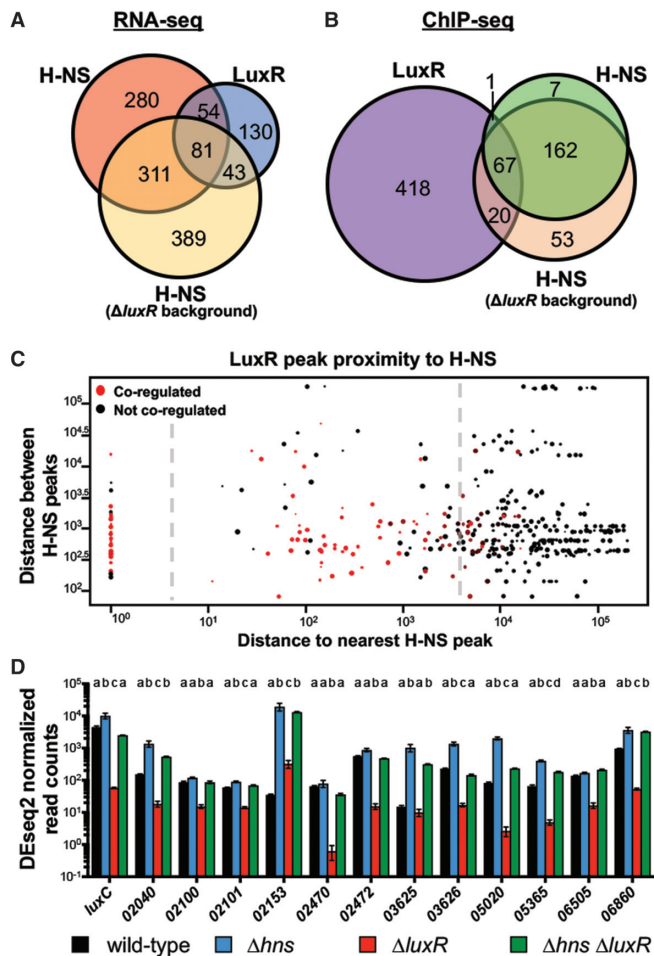 A
RNA-seq
H-NS
LuxR
280
54
130
81
311
43
389
H-NS
(ΔluxR background)
B
ChIP-seq
LuxR
1
H-NS
7
67
162
418
20
53
H-NS
(ΔluxR background)
C
LuxR peak proximity to H-NS
Co-regulated
Not co-regulated
Distance between
H-NS peaks
10^5
10^4.5
10^4
10^3.5
10^3
10^2.5
10^2
10^0
10^1
10^2
10^3
10^4
10^5
Distance to nearest H-NS peak
D
DEseq2 normalized
read counts
10^5
10^4
10^3
10^2
10^1
10^0
10^-1
abca abcb aaba abca abcb aaba aaba abab abca abca abcd aaba abcb
luxC 02040 02100 02101 02153 02470 02472 03625 03626 05020 05365 06505 06860
wild-type Δhns ΔluxR Δhns ΔluxR